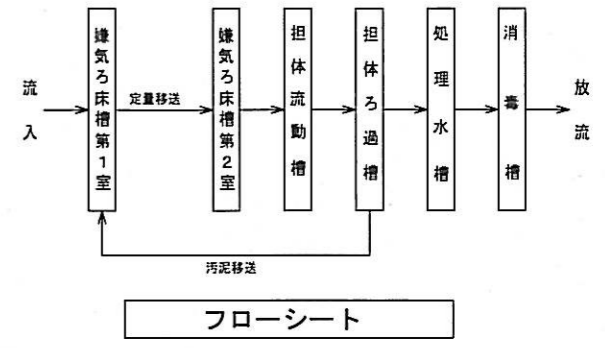 流入
嫌気ろ床槽第1室
定量移送
嫌気ろ床槽第2室
担体流動槽
担体ろ過槽
処理水槽
消毒槽
放流
汚泥移送
フローシート